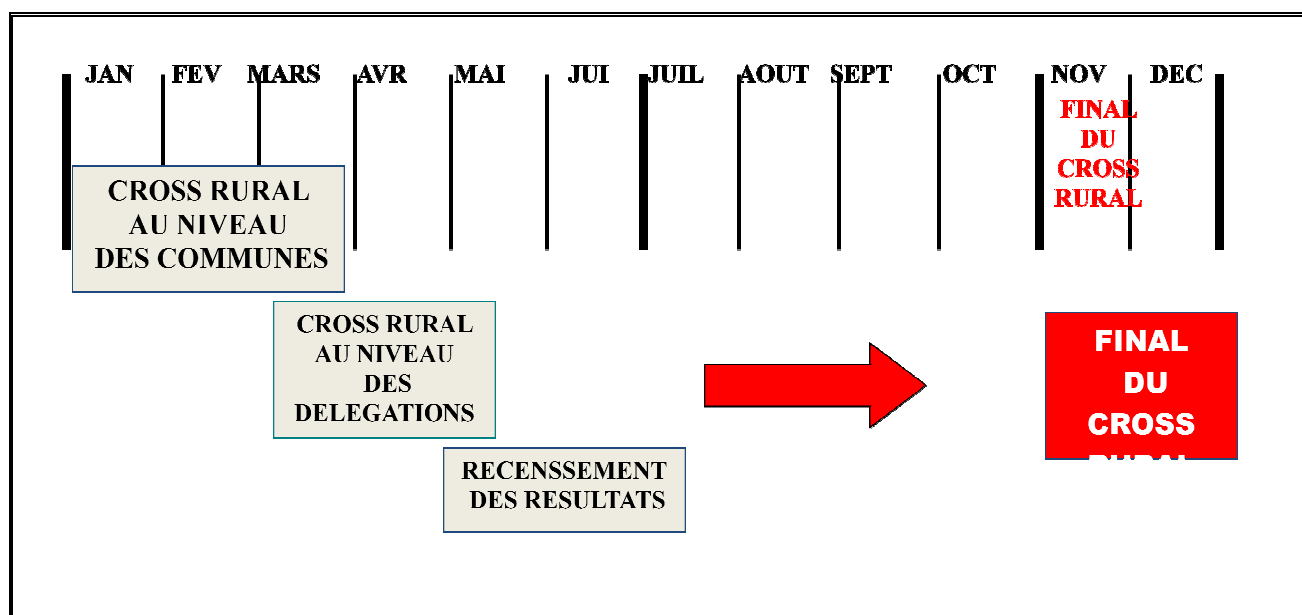 JAN FEV MARS AVR MAI JUI JUIL AOUT SEPT OCT NOV DEC
FINAL
DU
CROSS
RURAL
CROSS RURAL
AU NIVEAU
DES COMMUNES
CROSS RURAL
AU NIVEAU
DES
DELEGATIONS
RECENSSEMENT
DES RESULTATS
FINAL
DU
CROSS
RURAL